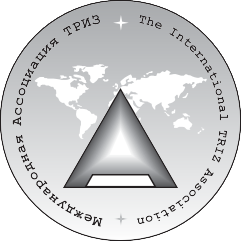 Международная Ассоциация ТРИЗ
The International TRIZ Association